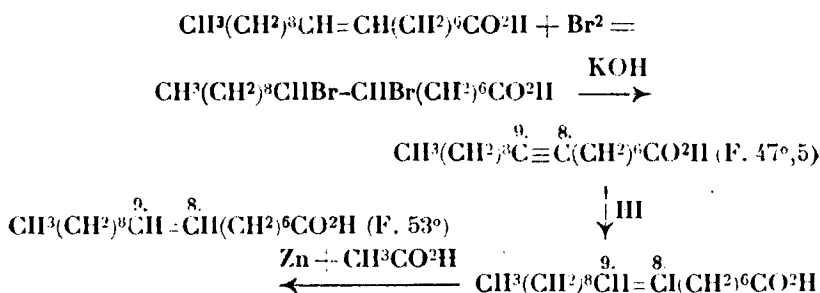 CH³(CH²)⁸CH=CH(CH²)⁶CO²H + Br² =
CH³(CH²)⁸CHBr-CHBr(CH²)⁶CO²H
KOH
9. 8.
CH³(CH²)⁸C≡C(CH²)⁶CO²H (F. 47°,5)
HI
9. 8.
CH³(CH²)⁸CH=CH(CH²)⁶CO²H (F. 53°)
Zn + CH³CO²H
9. 8.
CH³(CH²)⁸CH=CI(CH²)⁶CO²H